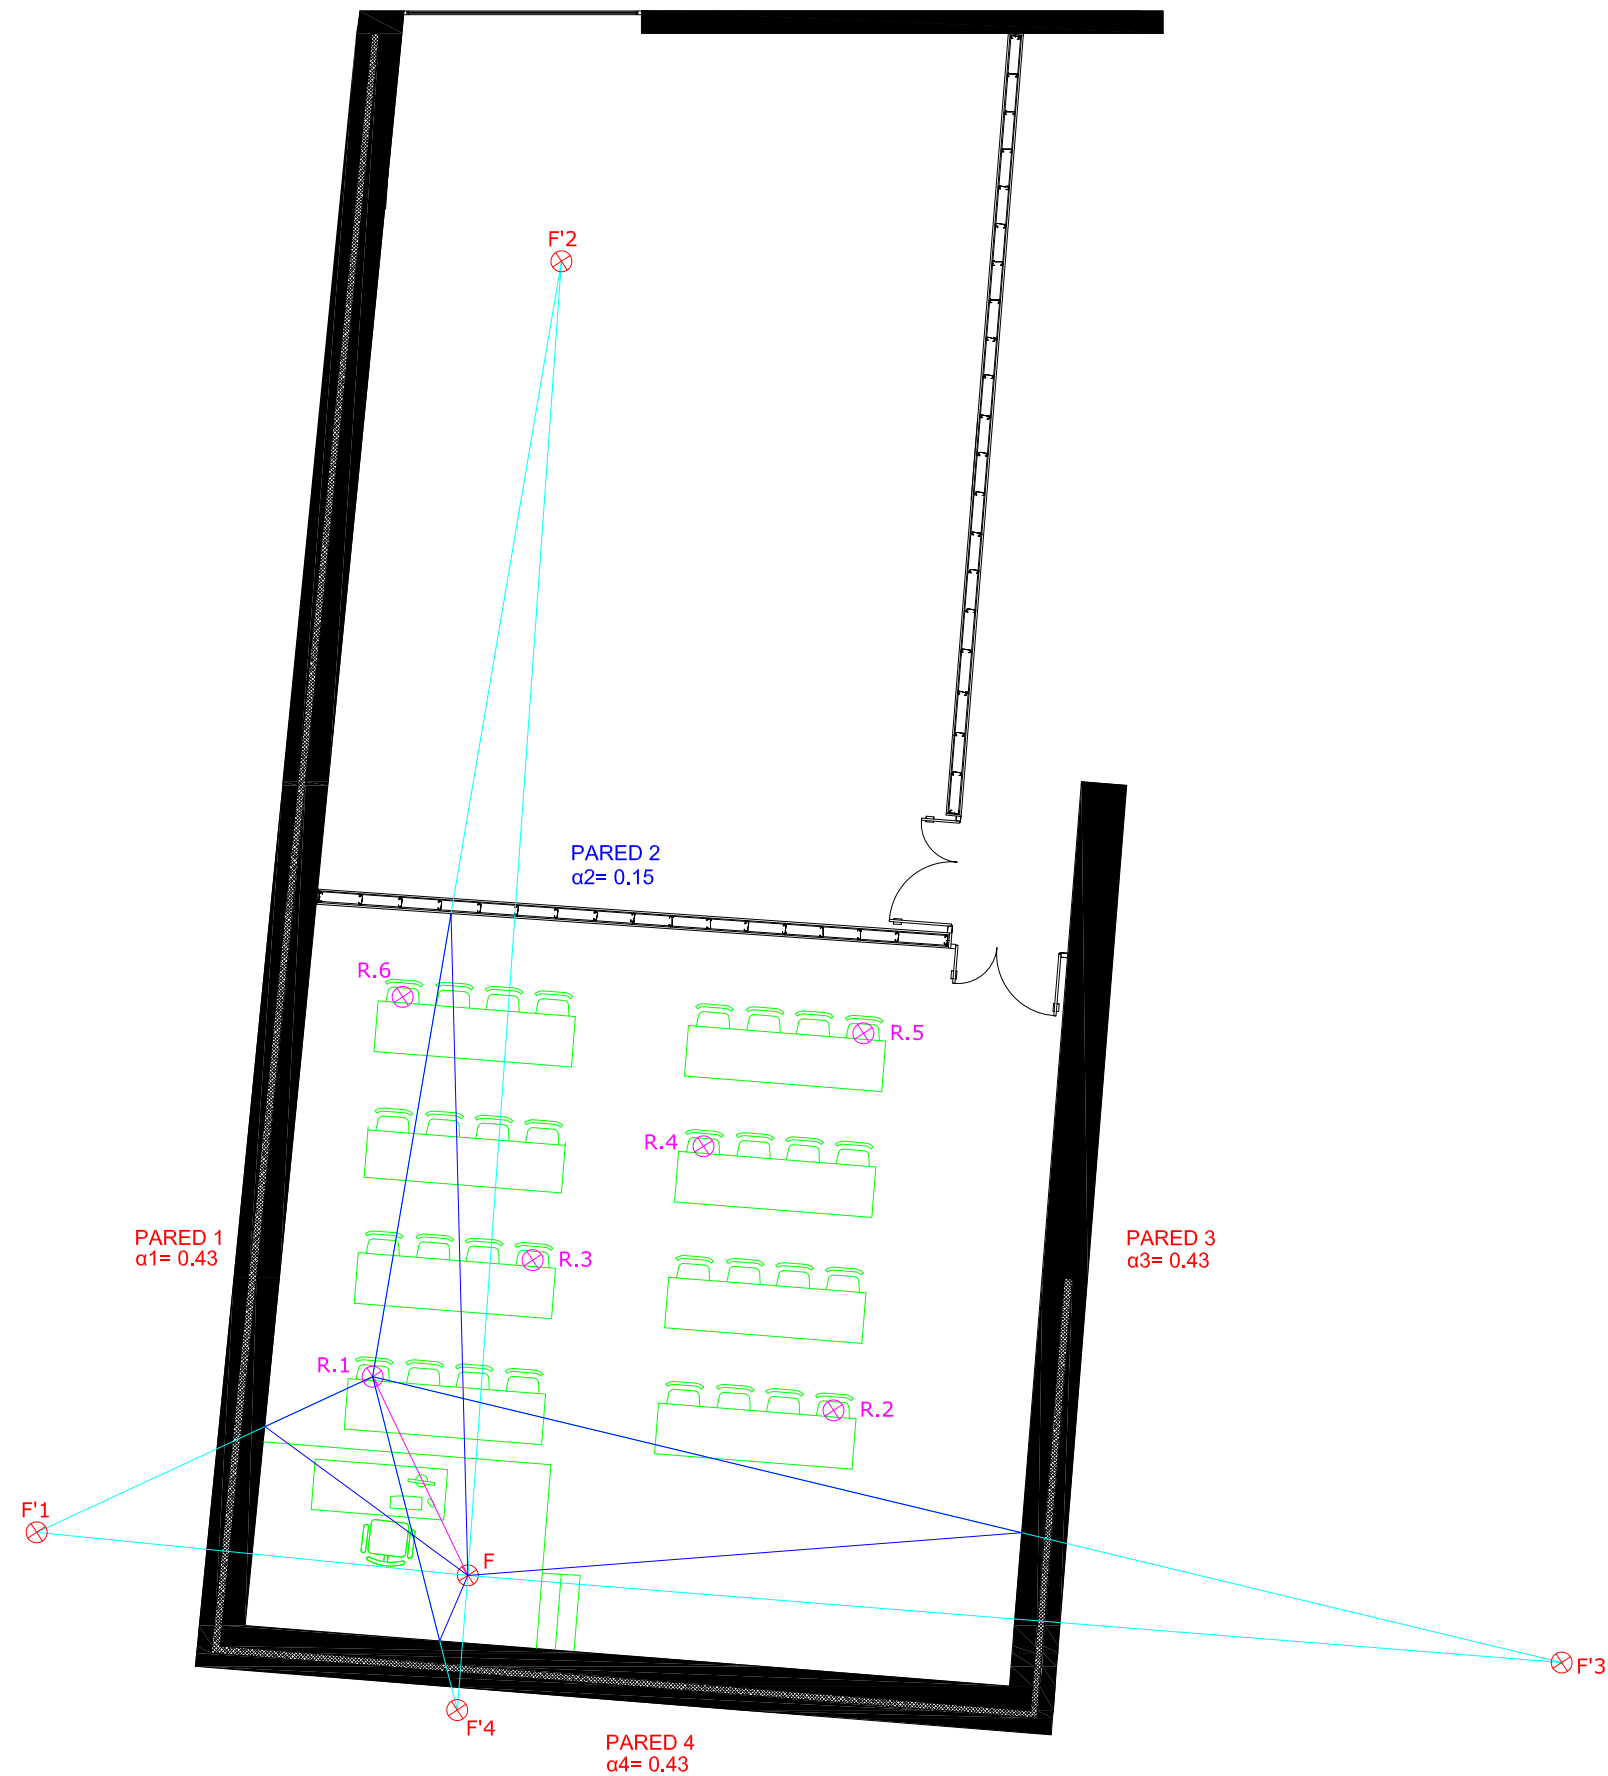 F'2
PARED 2
α2= 0.15
R.6
R.5
R.4
PARED 1
α1= 0.43
R.3
PARED 3
α3= 0.43
R.1
R.2
F'1
F
F'3
F'4
PARED 4
α4= 0.43